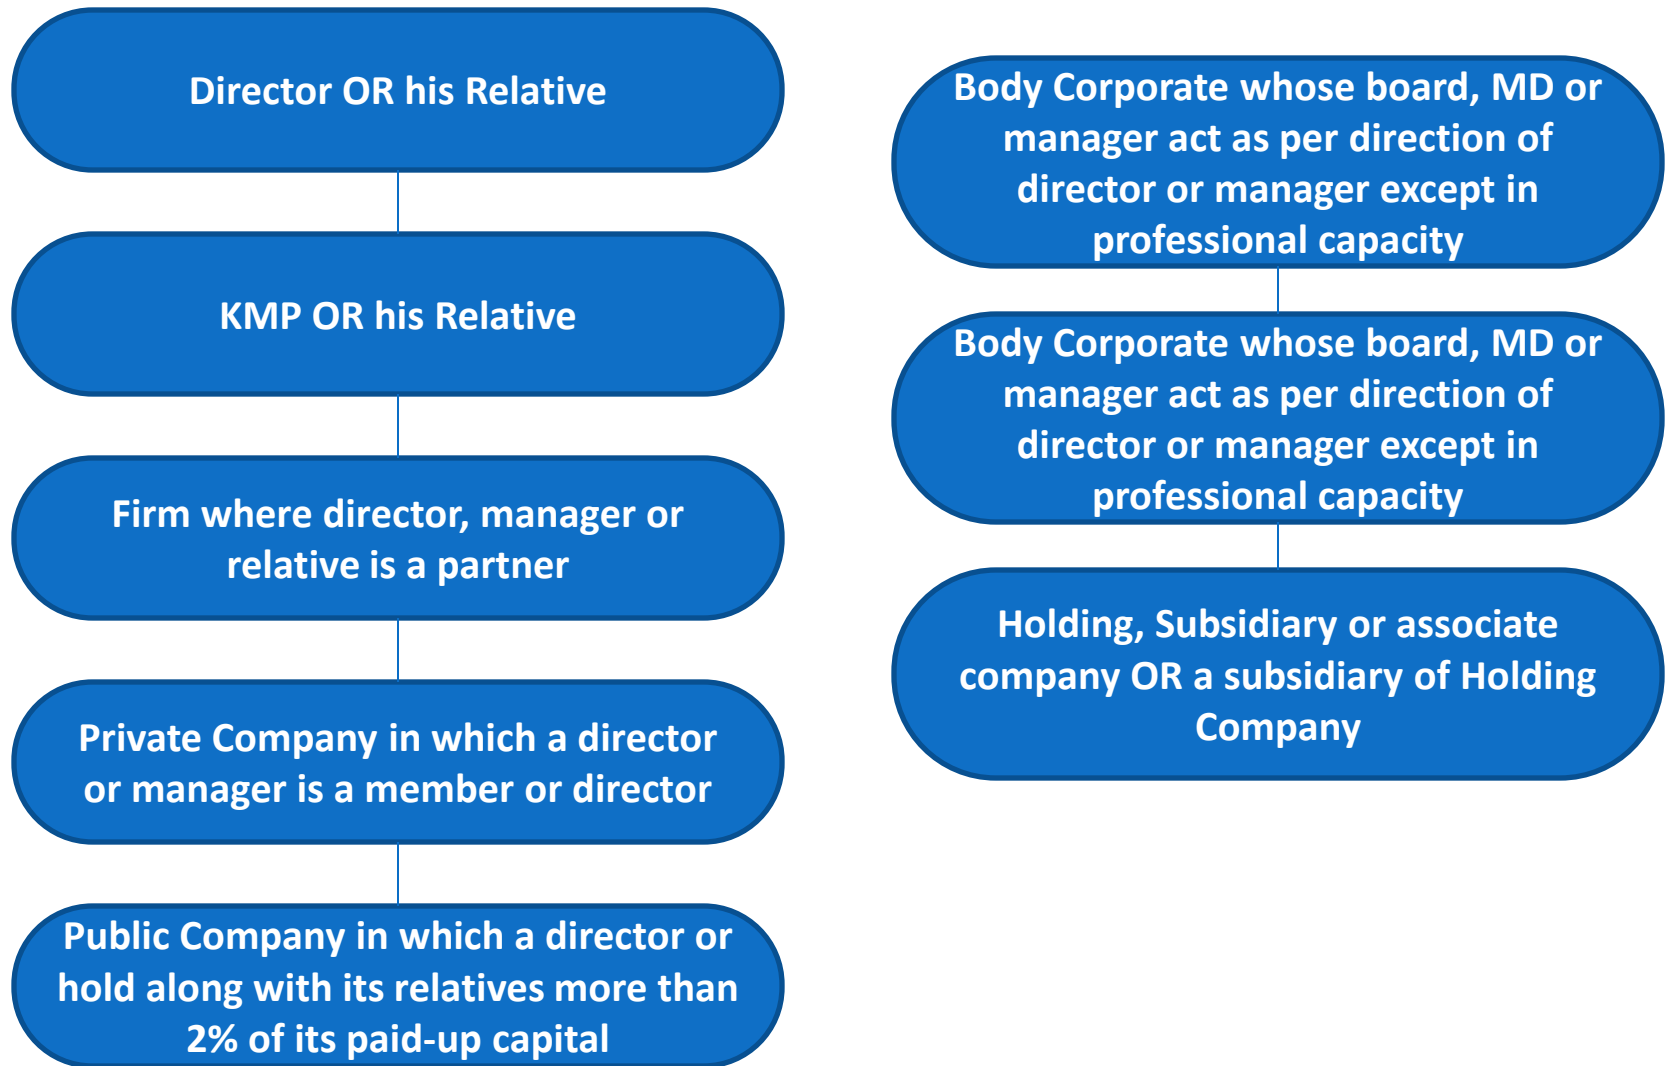 Director OR his Relative
KMP OR his Relative
Firm where director, manager or
relative is a partner
Private Company in which a director
or manager is a member or director
Public Company in which a director or
hold along with its relatives more than
2% of its paid-up capital
Body Corporate whose board, MD or
manager act as per direction of
director or manager except in
professional capacity
Body Corporate whose board, MD or
manager act as per direction of
director or manager except in
professional capacity
Holding, Subsidiary or associate
company OR a subsidiary of Holding
Company